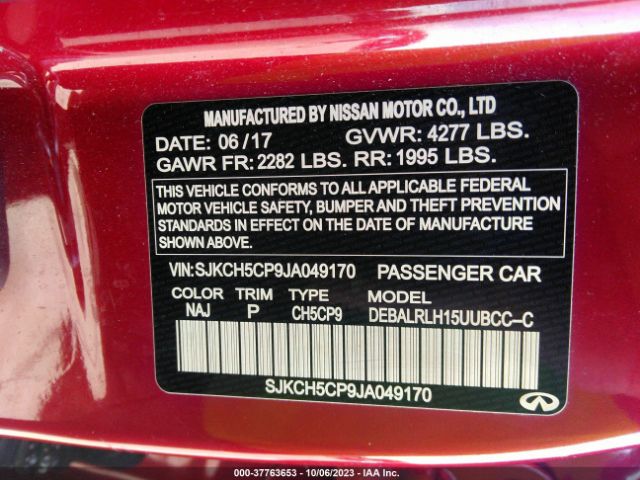 MANUFACTURED BY NISSAN MOTOR CO., LTD
DATE: 06/17 GVWR: 4277 LBS.
GAWR FR: 2282 LBS. RR: 1995 LBS.
THIS VEHICLE CONFORMS TO ALL APPLICABLE FEDERAL
MOTOR VEHICLE SAFETY, BUMPER AND THEFT PREVENTION
STANDARDS IN EFFECT ON THE DATE OF MANUFACTURE
SHOWN ABOVE.
VIN:SJKCH5CP9JA049170 PASSENGER CAR
COLOR TRIM TYPE MODEL
NAJ P CH5CP9 DEBALRLH15UUBCC-C
SJKCH5CP9JA049170
00-37763653 - 10/06/2023 - IAA Inc.